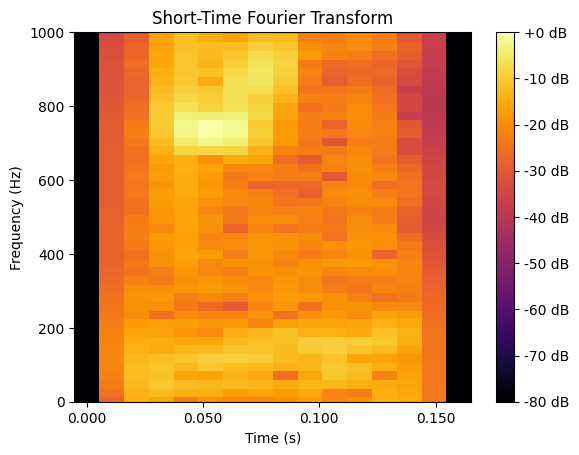 Short-Time Fourier Transform
1000
800
600
400
200
0
Frequency (Hz)
0.000
0.050
0.100
0.150
Time (s)
+0 dB
-10 dB
-20 dB
-30 dB
-40 dB
-50 dB
-60 dB
-70 dB
-80 dB